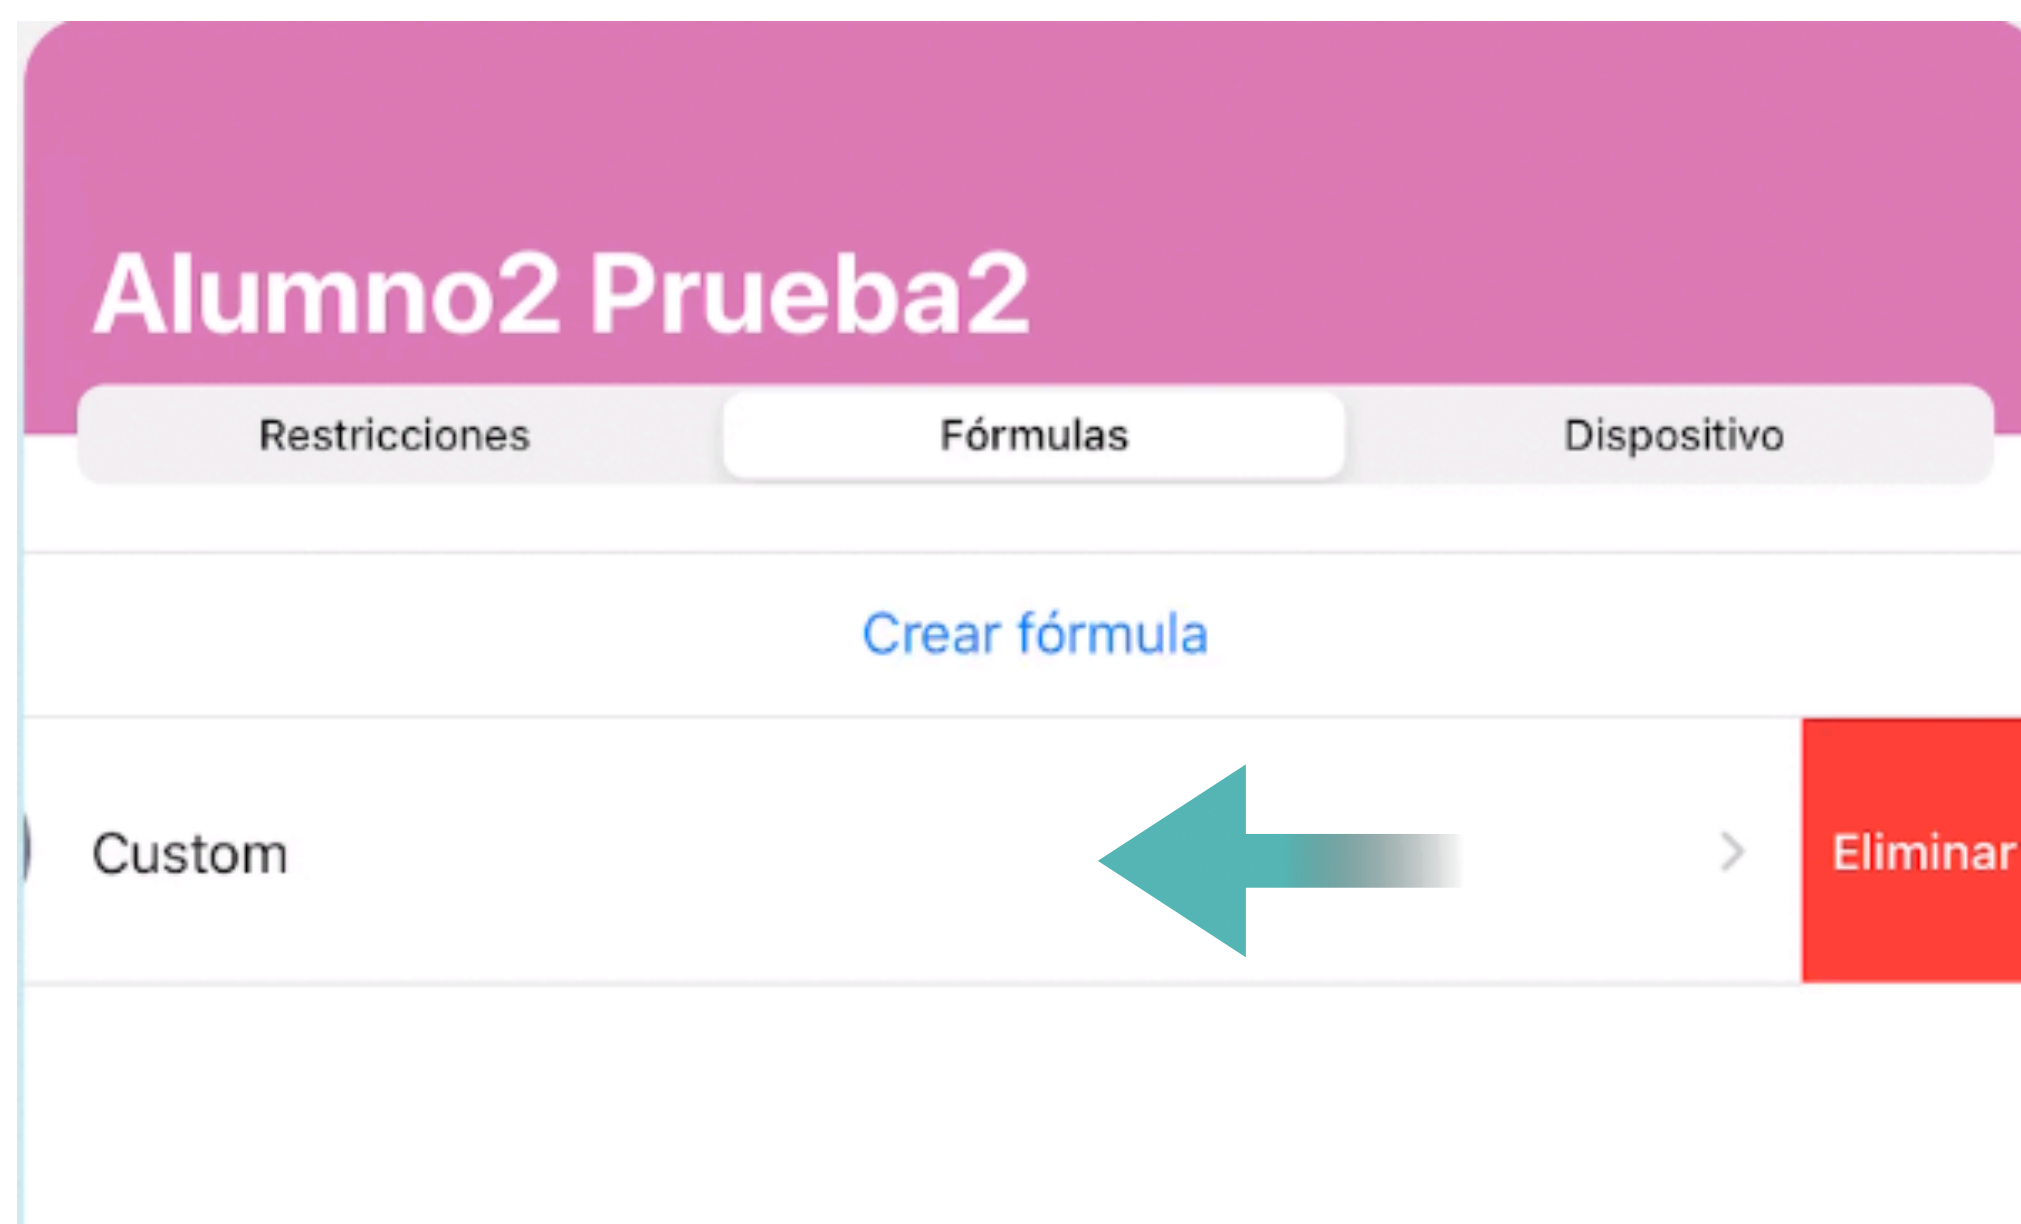 Alumno2 Prueba2
Restricciones Fórmulas Dispositivo
Crear fórmula
Custom Eliminar